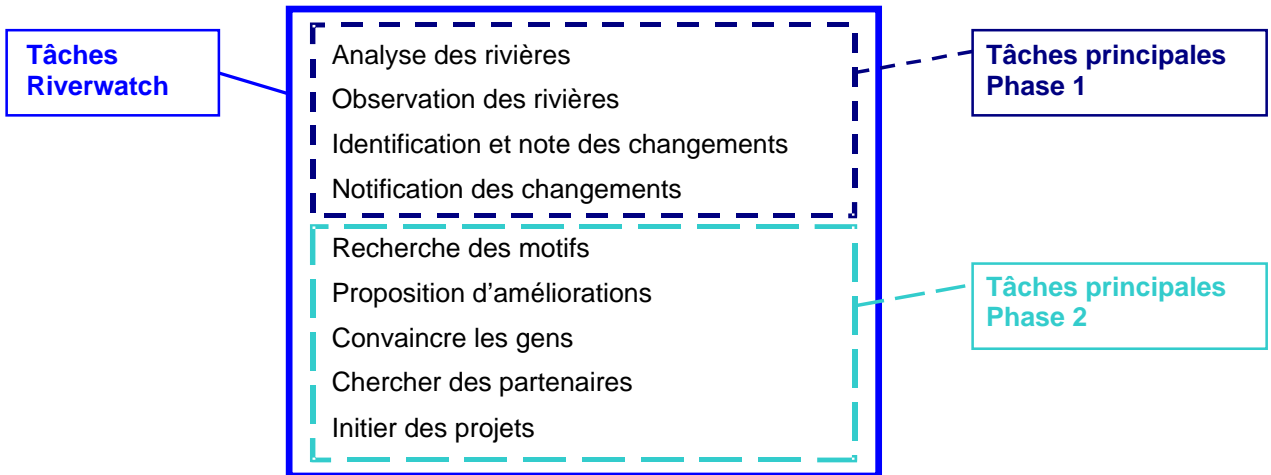 Tâches
Riverwatch
Analyse des rivières
Observation des rivières
Identification et note des changements
Notification des changements
Recherche des motifs
Proposition d’améliorations
Convaincre les gens
Chercher des partenaires
Initier des projets
Tâches principales
Phase 1
Tâches principales
Phase 2